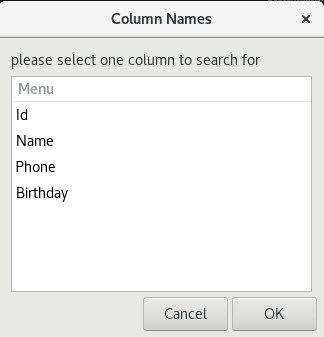 Column Names
please select one column to search for
Menu
Id
Name
Phone
Birthday
Cancel
OK